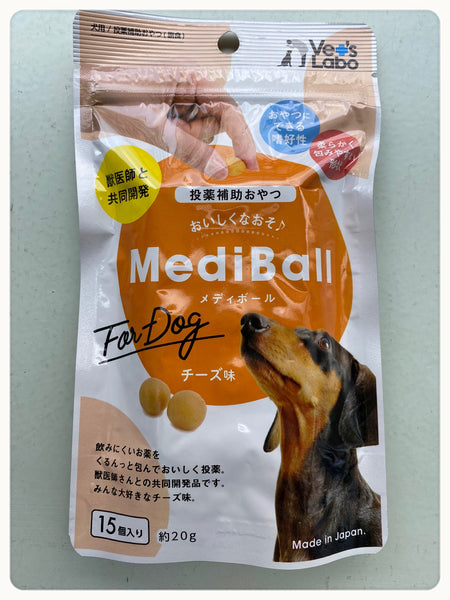 犬用/投薬補助おやつ(間食)
Vet's
Labo
おやつに
できる
嗜好性
柔らかく
獣医師と
共同開発
投薬補助おやつ
おいしくなおそ♪
MediBall
メディボール
For Dog
チーズ味
飲みにくいお薬を
くるんっと包んでおいしく投薬。
獣医師さんとの共同開発品です。
みんな大好きなチーズ味。
15個入り 約20g
Made in Japan.